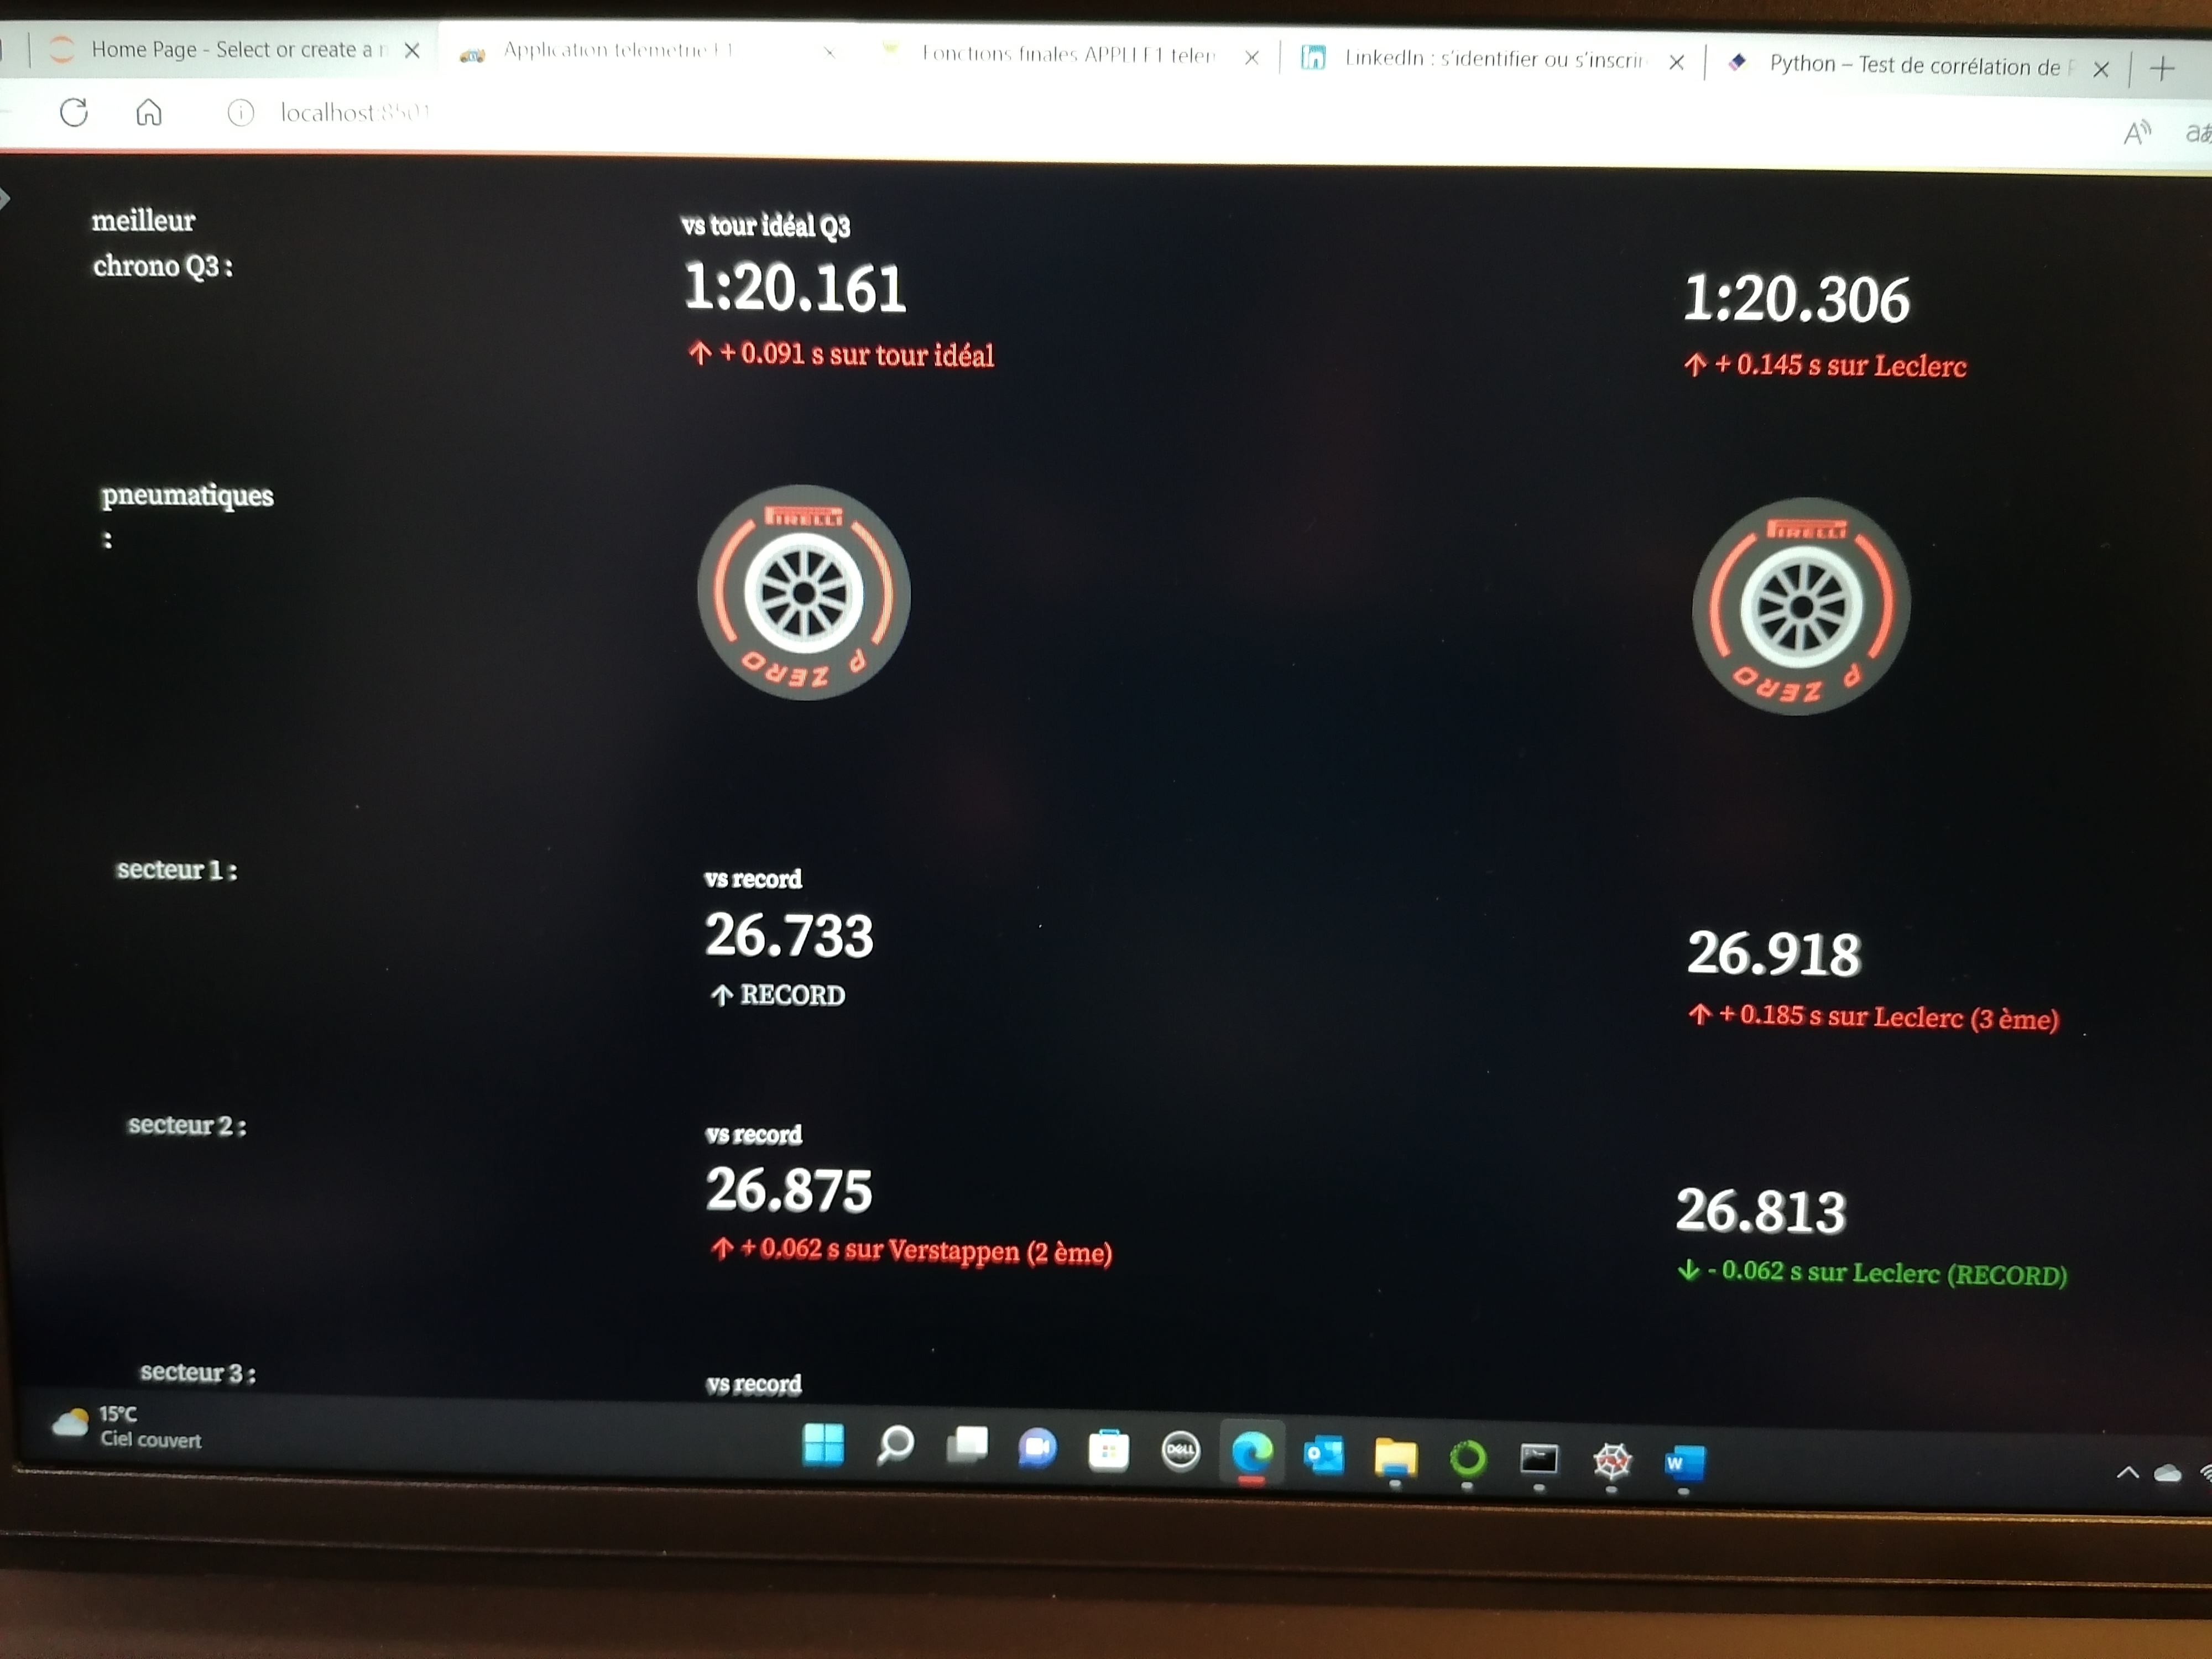 Home Page - Select or create a n
Application telemetrie F1
Fonctions finales APPLI F1 telem
LinkedIn : s'identifier ou s'inscrir
Python – Test de corrélation de P
localhost:8501
meilleur
chrono Q3 :
vs tour idéal Q3
1:20.161
↑ + 0.091 s sur tour idéal
1:20.306
↑ + 0.145 s sur Leclerc
pneumatiques
:
PIRELLI
P ZERO
PIRELLI
P ZERO
secteur 1 :
vs record
26.733
↑ RECORD
26.918
↑ + 0.185 s sur Leclerc (3 ème)
secteur 2 :
vs record
26.875
↑ + 0.062 s sur Verstappen (2 ème)
26.813
↓ - 0.062 s sur Leclerc (RECORD)
secteur 3 :
vs record
15°C
Ciel couvert
DELL